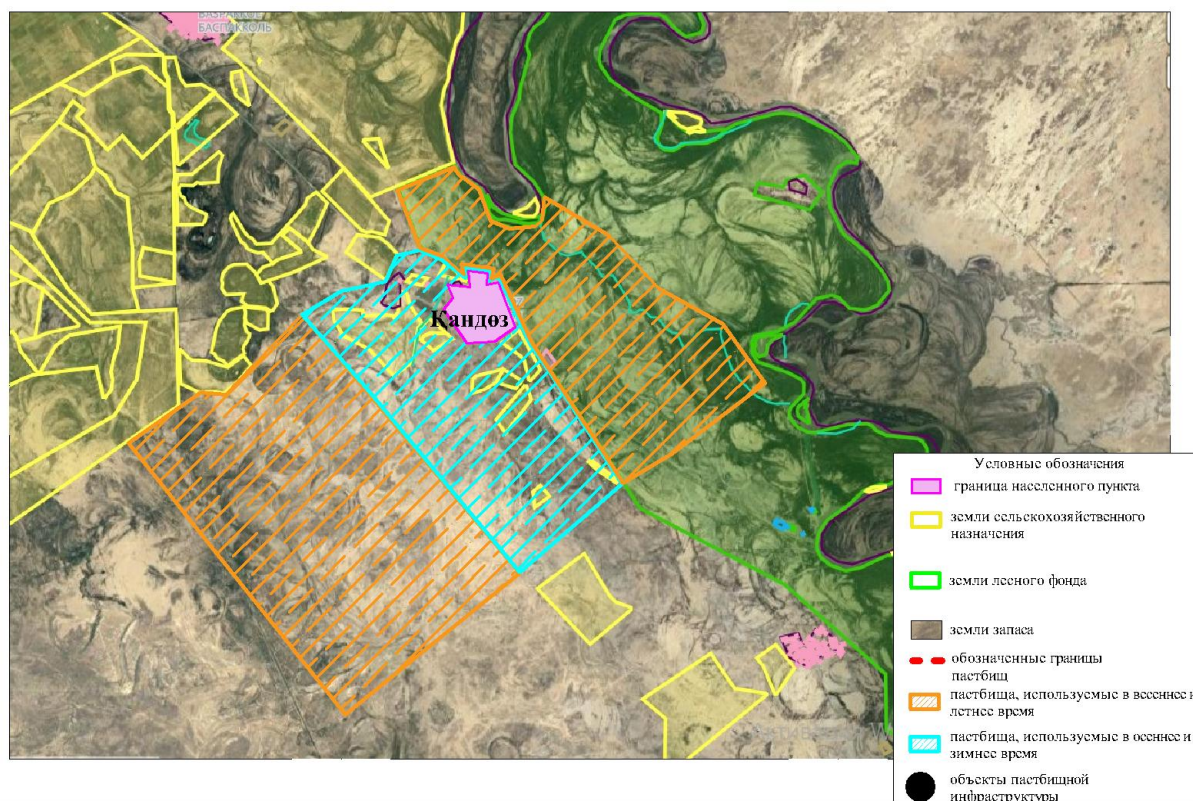 БАСПАККОЛЬ
Қандөз
Условные обозначения
граница населенного пункта
земли сельскохозяйственного
назначения
земли лесного фонда
земли запаса
обозначенные границы
пастбищ
пастбища, используемые в весеннее и
летнее время
пастбища, используемые в осеннее и
зимнее время
объекты пастбищной
инфраструктуры